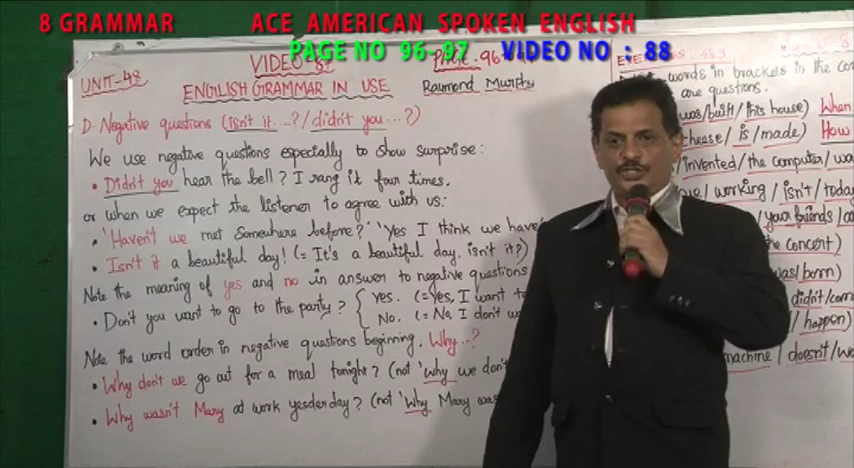 8 GRAMMAR ACE AMERICAN SPOKEN ENGLISH
PAGE NO 96-97 VIDEO NO : 88
UNIT-48
ENGLISH GRAMMAR IN USE
Raymond Murphy
D. Negative questions (Isn't it ...? / didn't you ...?)
We use negative questions especially to show surprise:
• Didn't you hear the bell? I rang it four times.
or when we expect the listener to agree with us:
• 'Haven't we met somewhere before?' 'Yes I think we have
• Isn't it a beautiful day! (= It's a beautiful day, isn't it?)
Note the meaning of yes and no in answer to negative questions
• Don't you want to go to the party? { Yes. (= Yes, I want to
No. (= No, I don't
Note the word order in negative questions beginning Why...?
• Why don't we go out for a meal tonight? (not 'Why we don't
• Why wasn't Mary at work yesderday? (not 'Why Mary was
words in brackets in the
are questions.
was/built/this house) When
cheese / is / made) How
/invented/the computer/
working / isn't / today
/your friends/
the concert)
was/born)
didn't/
/ happen)
machine / doesn't/